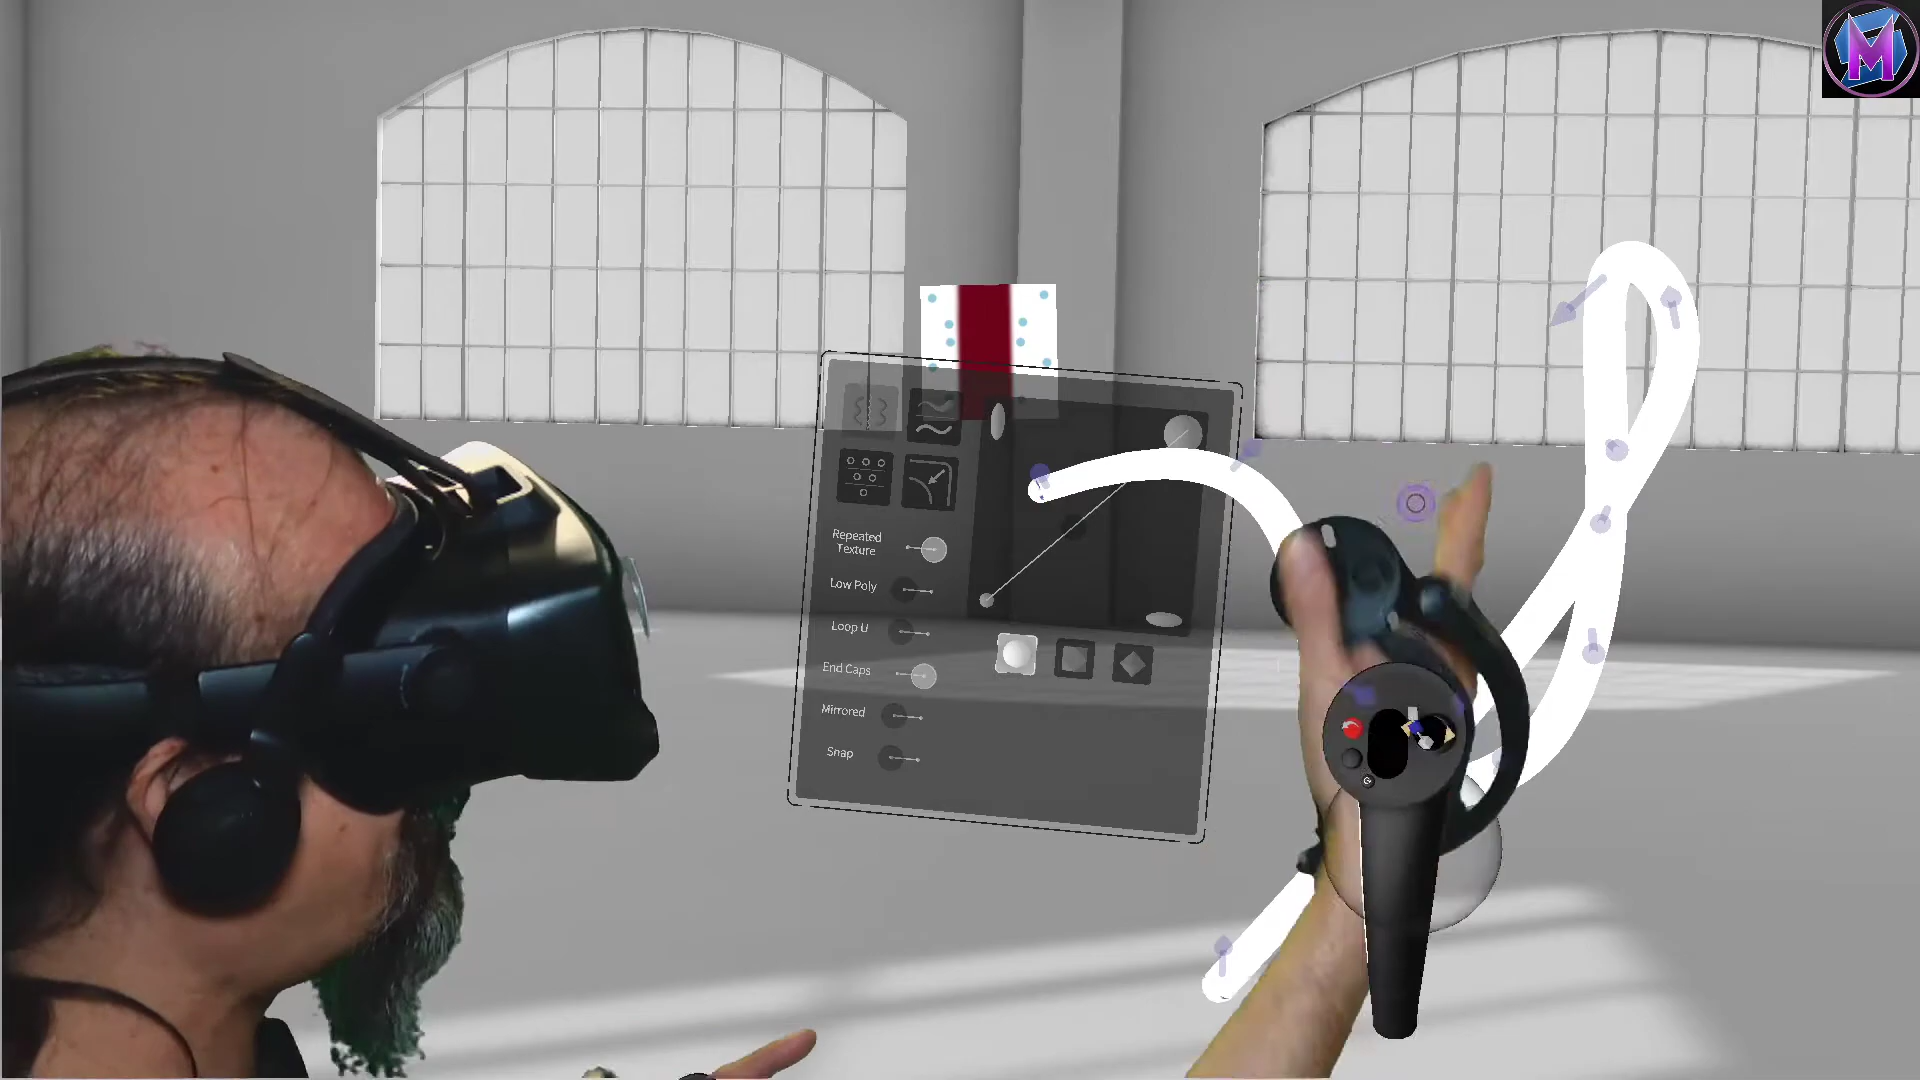 M
Repeated
Texture
Low Poly
Loop U
End Caps
Mirrored
Snap